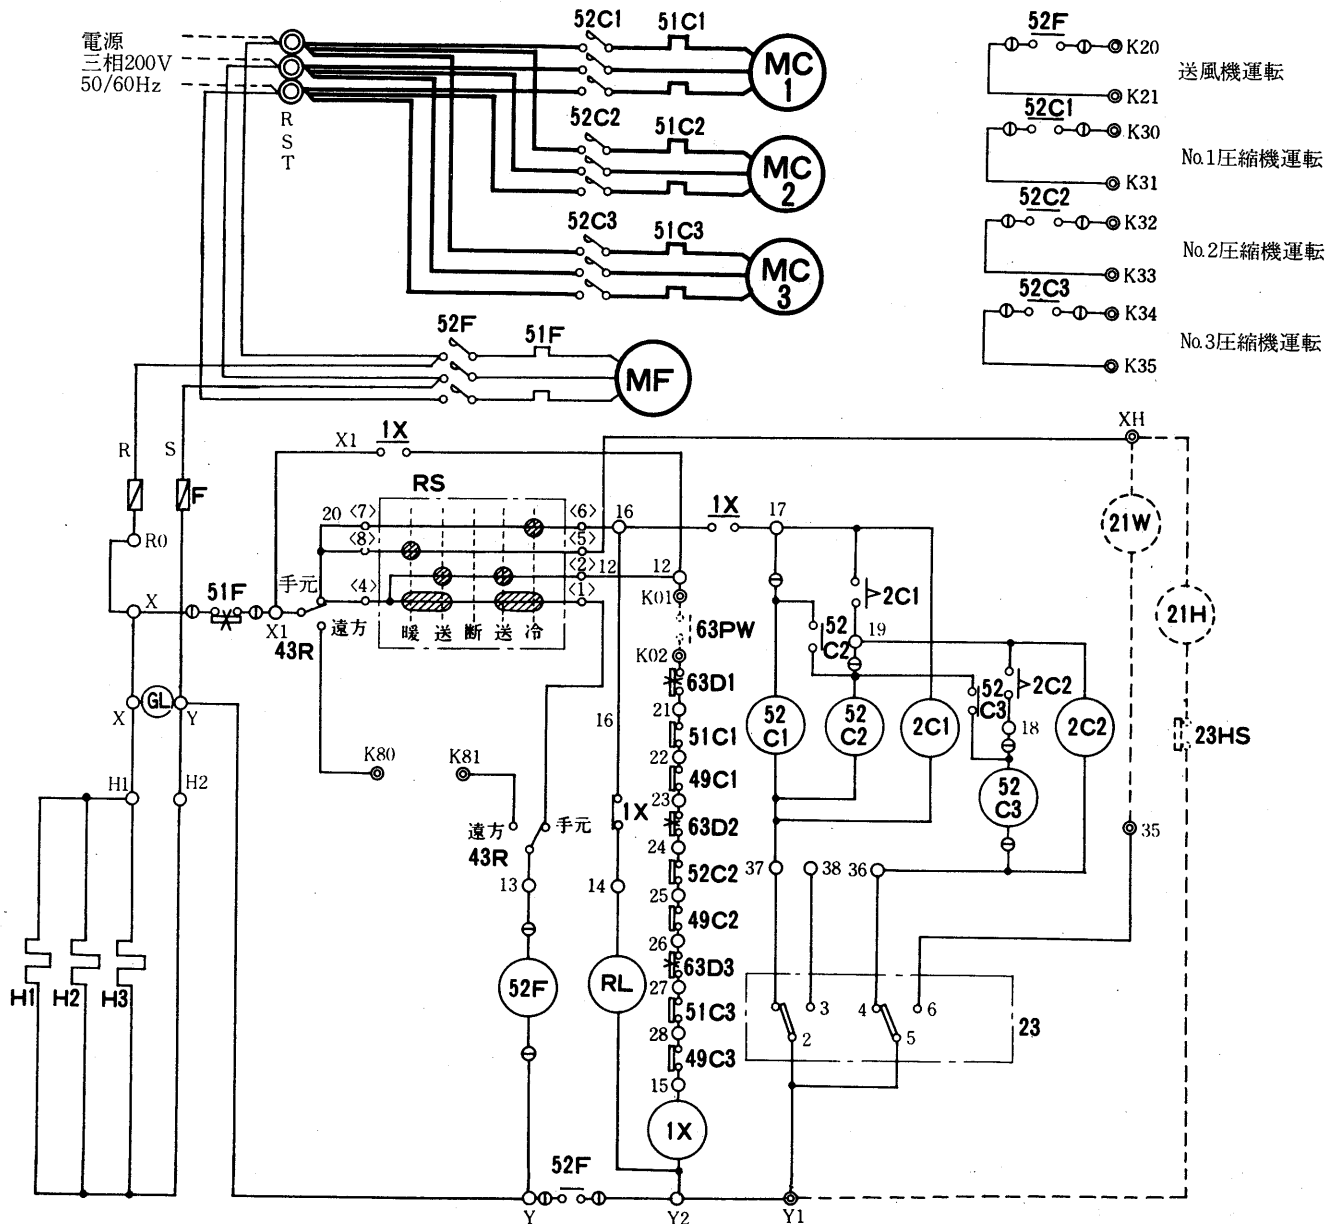 電源
三相200V
50/60Hz
R
S
T
52C1
51C1
MC
1
52C2
51C2
MC
2
52C3
51C3
MC
3
52F
51F
MF
52F
K20
K21
送風機運転
52C1
K30
K31
No.1圧縮機運転
52C2
K32
K33
No.2圧縮機運転
52C3
K34
K35
No.3圧縮機運転
R
S
F
R0
X
51F
X1
X1
1X
RS
20
〈7〉
〈8〉
〈4〉
〈6〉
〈5〉
〈2〉
〈1〉
12
12
16
手元
遠方
43R
暖 送 断 送 冷
1X
17
XH
21W
21H
23HS
35
K01
63PW
K02
63D1
21
51C1
22
49C1
23
63D2
24
52C2
25
49C2
26
63D3
27
51C3
28
49C3
15
1X
2C1
52
C2
19
52
C3
2C2
18
52
C1
52
C2
2C1
2C2
52
C3
X
GL
Y
H1
H2
K80
K81
遠方
手元
43R
16
1X
13
14
52F
RL
37
38
36
3
4
6
2
5
23
H1
H2
H3
52F
Y
Y2
Y1